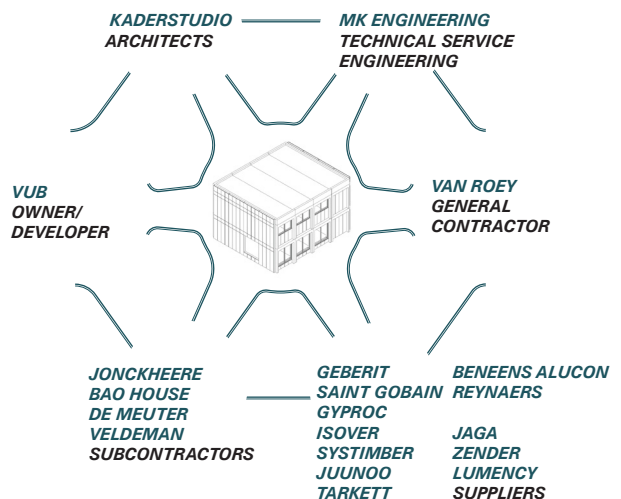 KADERSTUDIO
ARCHITECTS
MK ENGINEERING
TECHNICAL SERVICE
ENGINEERING
VUB
OWNER/
DEVELOPER
VAN ROEY
GENERAL
CONTRACTOR
JONCKHEERE
BAO HOUSE
DE MEUTER
VELDEMAN
SUBCONTRACTORS
GEBERIT
SAINT GOBAIN
GYPROC
ISOVER
SYSTIMBER
JUUNOO
TARKETT
BENEENS ALUCON
REYNAERS
JAGA
ZENDER
LUMENCY
SUPPLIERS